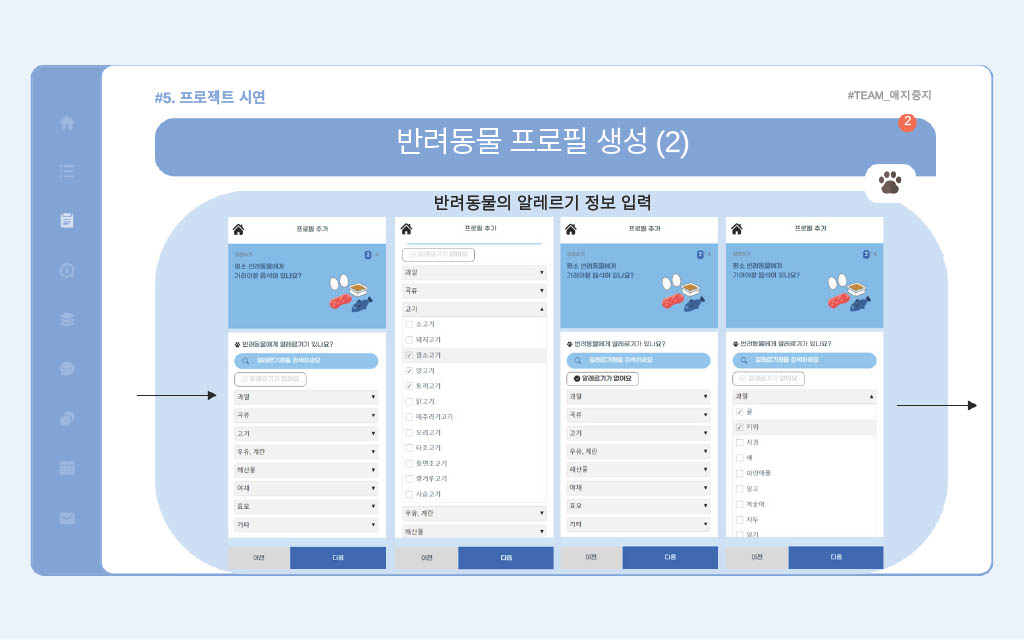 #5. 프로젝트 시연
#TEAM_애지중지
2
반려동물 프로필 생성 (2)
반려동물의 알레르기 정보 입력
프로필 추가
2 / 4
평소 반려동물에게
가려야할 음식이 있나요?
반려동물에게 알레르기가 있나요?
알레르기원을 검색하세요
알레르기가 없어요
과일
곡류
고기
우유, 계란
해산물
야채
효모
기타
이전
다음
프로필 추가
알레르기가 없어요
과일
곡류
고기
소고기
돼지고기
염소고기
양고기
토끼고기
닭고기
메추라기고기
오리고기
타조고기
칠면조고기
캥거루고기
사슴고기
우유, 계란
해산물
이전
다음
프로필 추가
2 / 4
평소 반려동물에게
가려야할 음식이 있나요?
반려동물에게 알레르기가 있나요?
알레르기원을 검색하세요
알레르기가 없어요
과일
곡류
고기
우유, 계란
해산물
야채
효모
기타
이전
다음
프로필 추가
2 / 4
평소 반려동물에게
가려야할 음식이 있나요?
반려동물에게 알레르기가 있나요?
알레르기원을 검색하세요
알레르기가 없어요
과일
귤
키위
사과
배
파인애플
망고
복숭아
자두
딸기
이전
다음